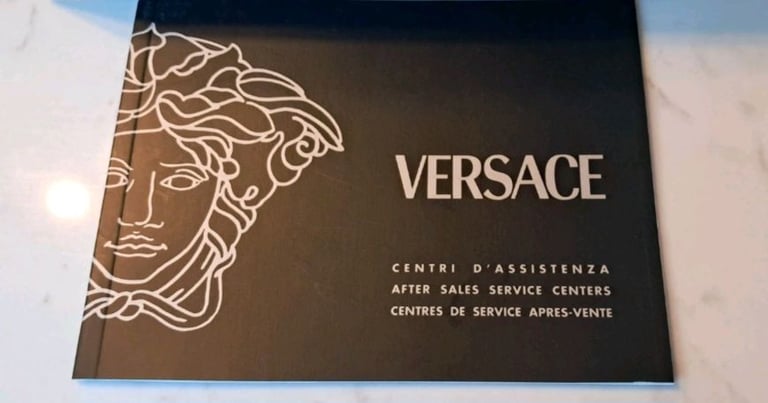 VERSACE
CENTRI D'ASSISTENZA
AFTER SALES SERVICE CENTERS
CENTRES DE SERVICE APRES-VENTE